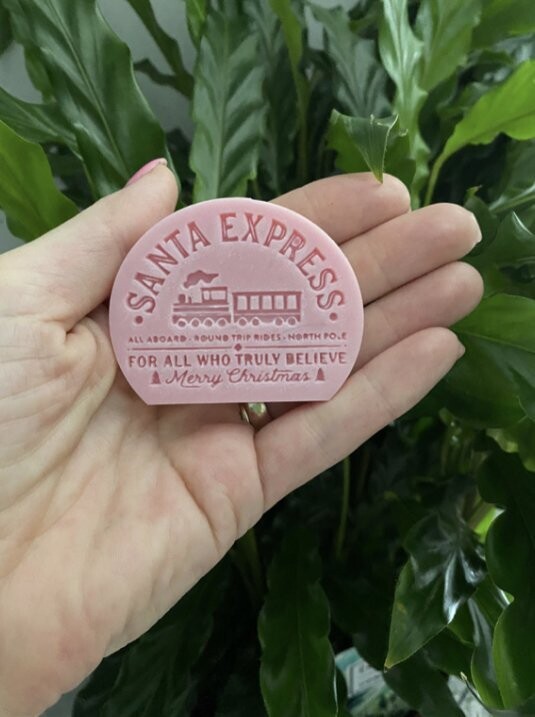 SANTA EXPRESS
ALL ABOARD · ROUND TRIP RIDES · NORTH POLE
FOR ALL WHO TRULY BELIEVE
Merry Christmas